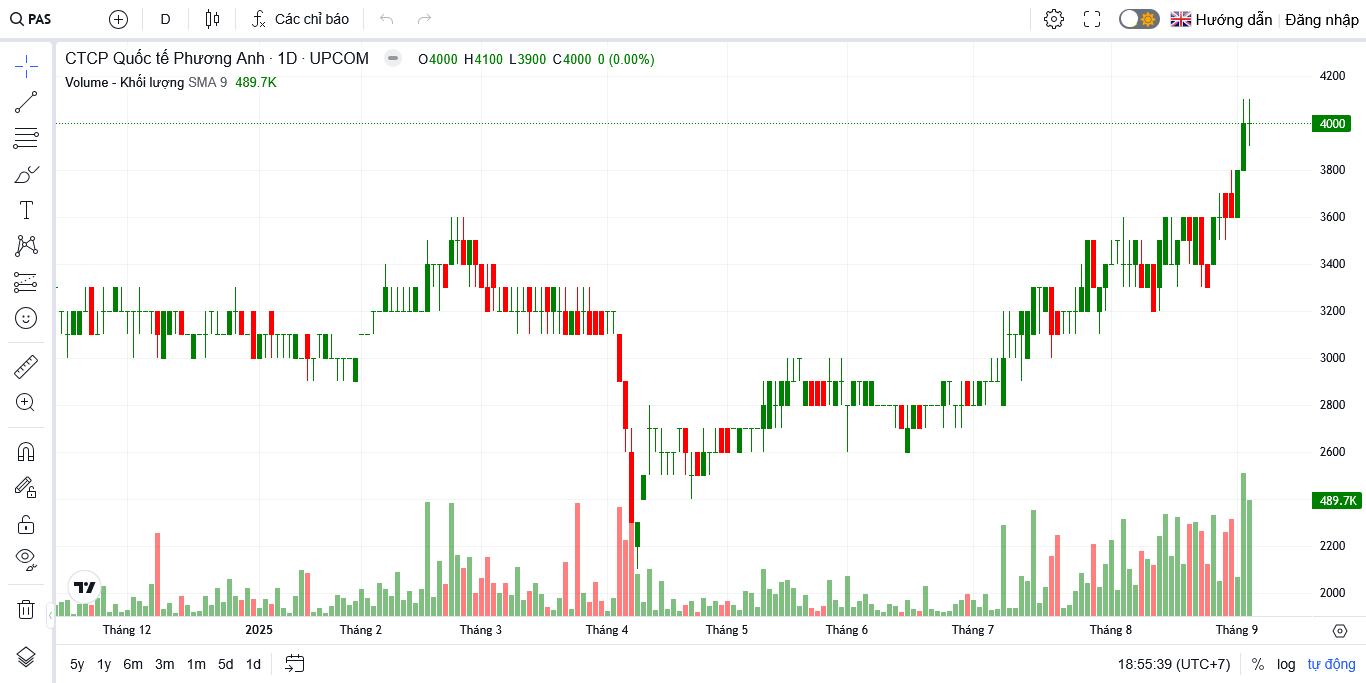 PAS D Các chỉ báo Hướng dẫn Đăng nhập
CTCP Quốc tế Phương Anh · 1D · UPCOM O4000 H4100 L3900 C4000 0 (0.00%)
Volume - Khối lượng SMA 9 489.7K
4200
4000
3800
3600
3400
3200
3000
2800
2600
489.7K
2200
2000
Tháng 12 2025 Tháng 2 Tháng 3 Tháng 4 Tháng 5 Tháng 6 Tháng 7 Tháng 8 Tháng 9
5y 1y 6m 3m 1m 5d 1d 18:55:39 (UTC+7) % log tự động